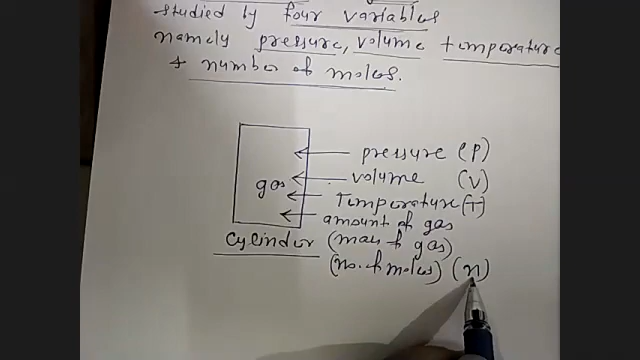 studied by four variables
namely pressure, volume temperature
& number of moles.
gas
pressure (P)
volume (V)
Temperature (T)
amount of gas
Cylinder (mass of gas)
(no. of moles) (n)